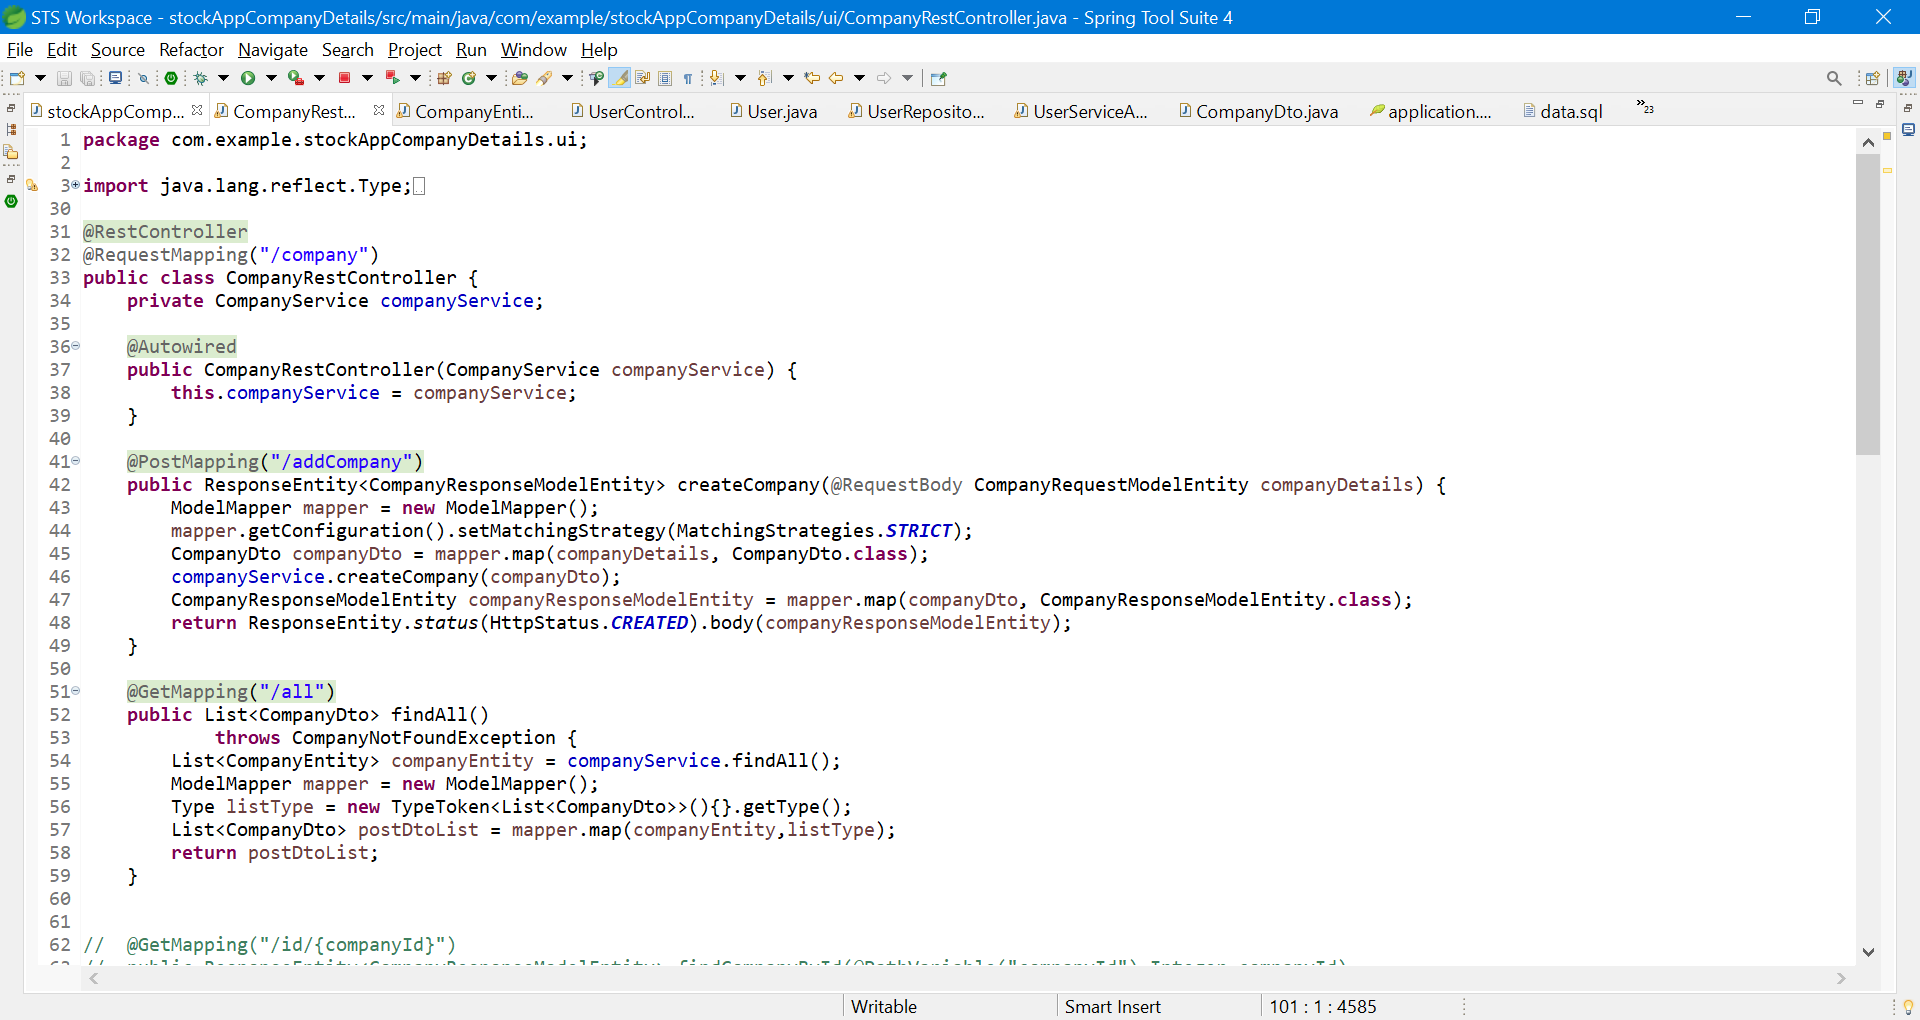 STS Workspace - stockAppCompanyDetails/src/main/java/com/example/stockAppCompanyDetails/ui/CompanyRestController.java - Spring Tool Suite 4
File Edit Source Refactor Navigate Search Project Run Window Help
stockAppComp... CompanyRest... CompanyEnti... UserControl... User.java UserReposito... UserServiceA... CompanyDto.java application.... data.sql »23
1 package com.example.stockAppCompanyDetails.ui;
2
3 import java.lang.reflect.Type;
30
31 @RestController
32 @RequestMapping("/company")
33 public class CompanyRestController {
34     private CompanyService companyService;
35
36     @Autowired
37     public CompanyRestController(CompanyService companyService) {
38         this.companyService = companyService;
39     }
40
41     @PostMapping("/addCompany")
42     public ResponseEntity<CompanyResponseModelEntity> createCompany(@RequestBody CompanyRequestModelEntity companyDetails) {
43         ModelMapper mapper = new ModelMapper();
44         mapper.getConfiguration().setMatchingStrategy(MatchingStrategies.STRICT);
45         CompanyDto companyDto = mapper.map(companyDetails, CompanyDto.class);
46         companyService.createCompany(companyDto);
47         CompanyResponseModelEntity companyResponseModelEntity = mapper.map(companyDto, CompanyResponseModelEntity.class);
48         return ResponseEntity.status(HttpStatus.CREATED).body(companyResponseModelEntity);
49     }
50
51     @GetMapping("/all")
52     public List<CompanyDto> findAll()
53             throws CompanyNotFoundException {
54         List<CompanyEntity> companyEntity = companyService.findAll();
55         ModelMapper mapper = new ModelMapper();
56         Type listType = new TypeToken<List<CompanyDto>>(){}.getType();
57         List<CompanyDto> postDtoList = mapper.map(companyEntity,listType);
58         return postDtoList;
59     }
60
61
62 //  @GetMapping("/id/{companyId}")
Writable Smart Insert 101 : 1 : 4585